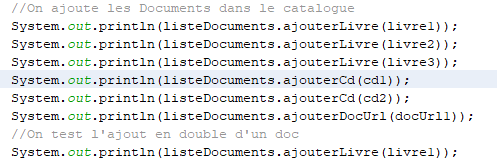 //On ajoute les Documents dans le catalogue
System.out.println(listeDocuments.ajouterLivre(livre1));
System.out.println(listeDocuments.ajouterLivre(livre2));
System.out.println(listeDocuments.ajouterLivre(livre3));
System.out.println(listeDocuments.ajouterCd(cd1));
System.out.println(listeDocuments.ajouterCd(cd2));
System.out.println(listeDocuments.ajouterDocUrl(docUrl1));
//On test l'ajout en double d'un doc
System.out.println(listeDocuments.ajouterLivre(livre1));